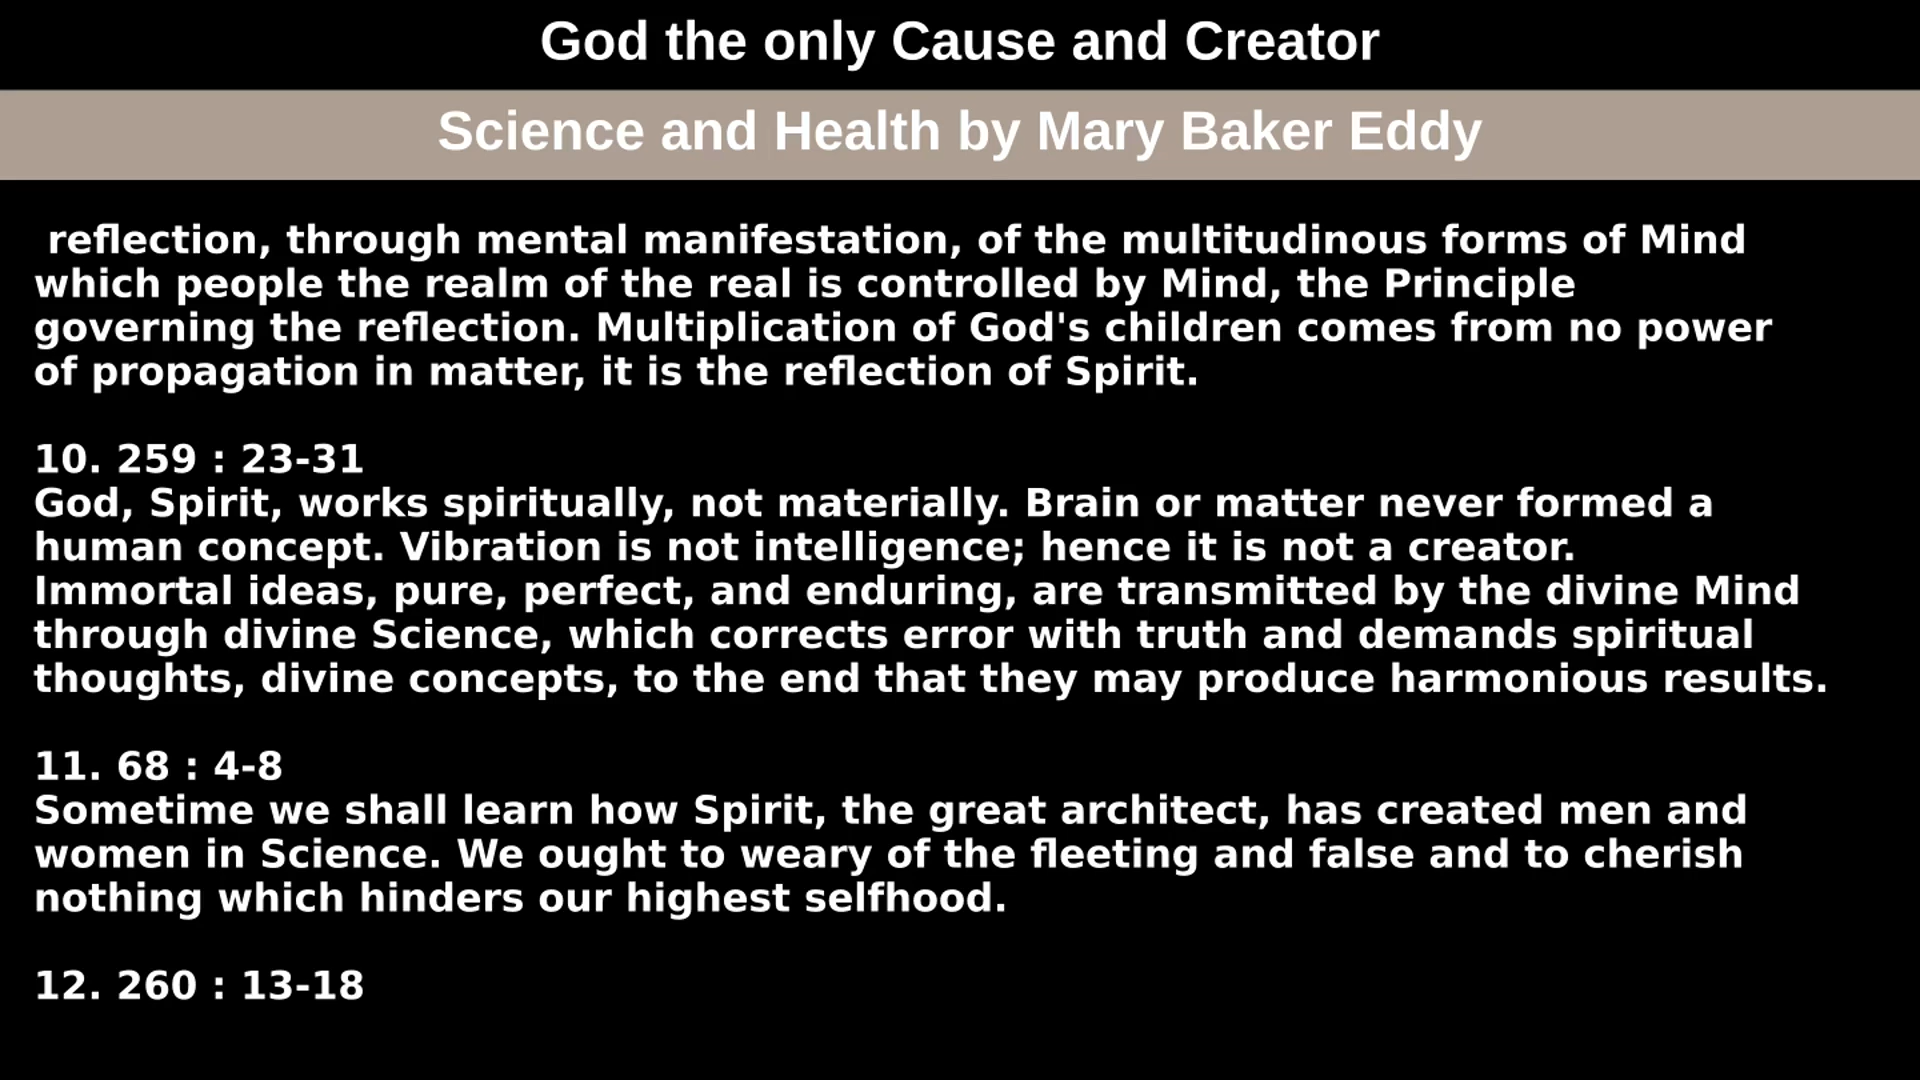 God the only Cause and Creator
Science and Health by Mary Baker Eddy
reflection, through mental manifestation, of the multitudinous forms of Mind
which people the realm of the real is controlled by Mind, the Principle
governing the reflection. Multiplication of God's children comes from no power
of propagation in matter, it is the reflection of Spirit.
10. 259 : 23-31
God, Spirit, works spiritually, not materially. Brain or matter never formed a
human concept. Vibration is not intelligence; hence it is not a creator.
Immortal ideas, pure, perfect, and enduring, are transmitted by the divine Mind
through divine Science, which corrects error with truth and demands spiritual
thoughts, divine concepts, to the end that they may produce harmonious results.
11. 68 : 4-8
Sometime we shall learn how Spirit, the great architect, has created men and
women in Science. We ought to weary of the fleeting and false and to cherish
nothing which hinders our highest selfhood.
12. 260 : 13-18